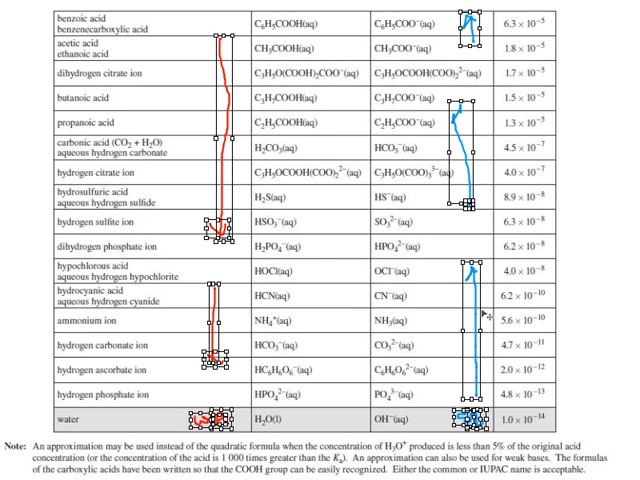 benzoic acid
benzenecarboxylic acid C₆H₅COOH(aq) C₆H₅COO⁻(aq) 6.3 × 10⁻⁵
acetic acid
ethanoic acid CH₃COOH(aq) CH₃COO⁻(aq) 1.8 × 10⁻⁵
dihydrogen citrate ion C₃H₅O(COOH)₂COO⁻(aq) C₃H₅OCOOH(COO)₂²⁻(aq) 1.7 × 10⁻⁵
butanoic acid C₃H₇COOH(aq) C₃H₇COO⁻(aq) 1.5 × 10⁻⁵
propanoic acid C₂H₅COOH(aq) C₂H₅COO⁻(aq) 1.3 × 10⁻⁵
carbonic acid (CO₂ + H₂O)
aqueous hydrogen carbonate H₂CO₃(aq) HCO₃⁻(aq) 4.5 × 10⁻⁷
hydrogen citrate ion C₃H₅OCOOH(COO)₂²⁻(aq) C₃H₅O(COO)₃³⁻(aq) 4.0 × 10⁻⁷
hydrosulfuric acid
aqueous hydrogen sulfide H₂S(aq) HS⁻(aq) 8.9 × 10⁻⁸
hydrogen sulfite ion HSO₃⁻(aq) SO₃²⁻(aq) 6.3 × 10⁻⁸
dihydrogen phosphate ion H₂PO₄⁻(aq) HPO₄²⁻(aq) 6.2 × 10⁻⁸
hypochlorous acid
aqueous hydrogen hypochlorite HOCl(aq) OCl⁻(aq) 4.0 × 10⁻⁸
hydrocyanic acid
aqueous hydrogen cyanide HCN(aq) CN⁻(aq) 6.2 × 10⁻¹⁰
ammonium ion NH₄⁺(aq) NH₃(aq) 5.6 × 10⁻¹⁰
hydrogen carbonate ion HCO₃⁻(aq) CO₃²⁻(aq) 4.7 × 10⁻¹¹
hydrogen ascorbate ion HC₆H₆O₆⁻(aq) C₆H₆O₆²⁻(aq) 2.0 × 10⁻¹²
hydrogen phosphate ion HPO₄²⁻(aq) PO₄³⁻(aq) 4.8 × 10⁻¹³
water H₂O(l) OH⁻(aq) 1.0 × 10⁻¹⁴
Note: An approximation may be used instead of the quadratic formula when the concentration of H₃O⁺ produced is less than 5% of the original acid
concentration (or the concentration of the acid is 1 000 times greater than the Kₐ). An approximation can also be used for weak bases. The formulas
of the carboxylic acids have been written so that the COOH group can be easily recognized. Either the common or IUPAC name is acceptable.